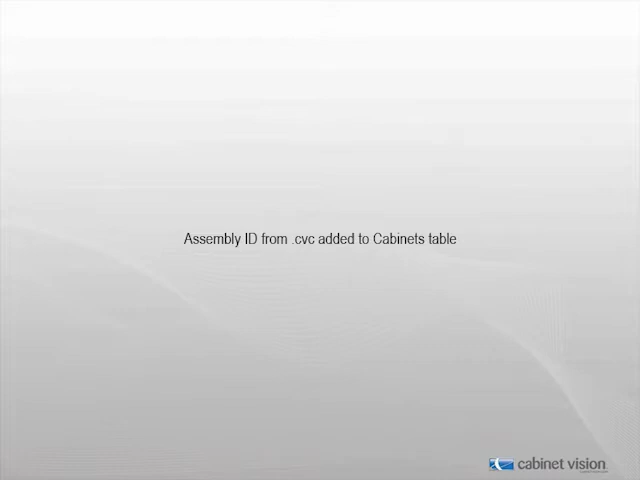 Assembly ID from .cvc added to Cabinets table
cabinet vision